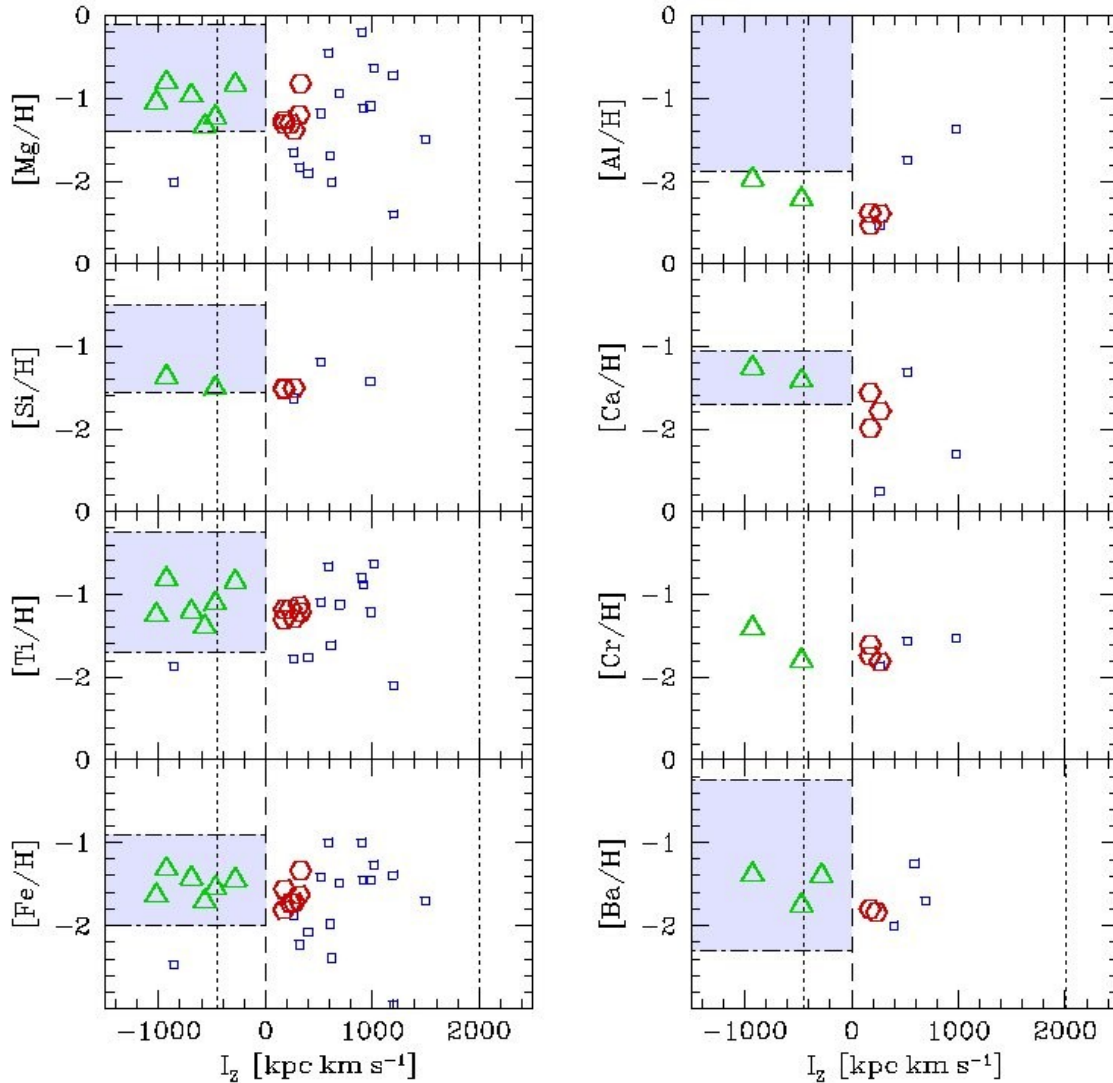 0 0
-1 -1
[Mg/H] [Al/H]
-2 -2
0 0
-1 -1
[Si/H] [Ca/H]
-2 -2
0 0
-1 -1
[Ti/H] [Cr/H]
-2 -2
0 0
-1 -1
[Fe/H] [Ba/H]
-2 -2
-1000 0 1000 2000 -1000 0 1000 2000
I_z [kpc km s⁻¹] I_z [kpc km s⁻¹]